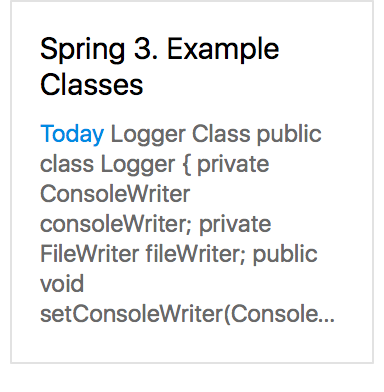 Spring 3. Example
Classes
Today Logger Class public
class Logger { private
ConsoleWriter
consoleWriter; private
FileWriter fileWriter; public
void
setConsoleWriter(Console...